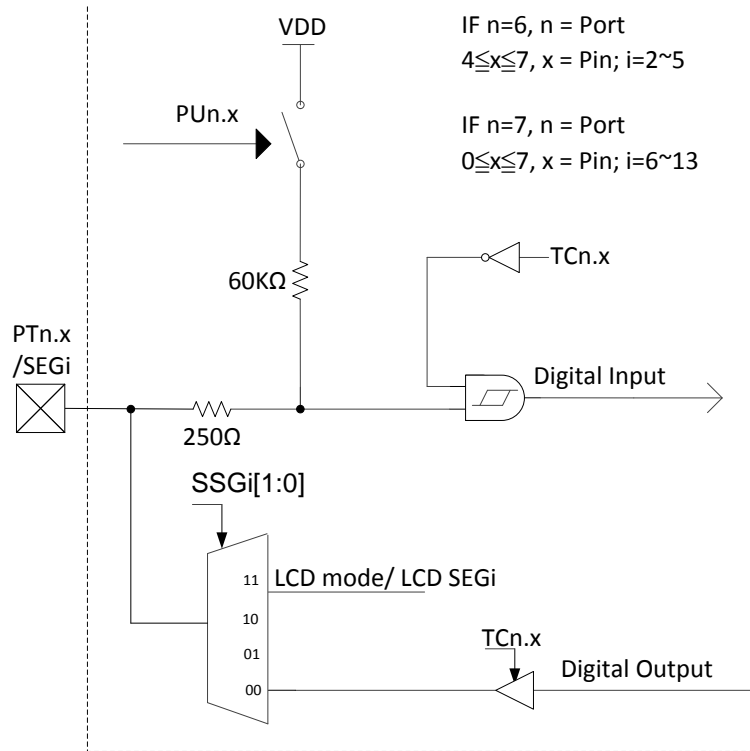 VDD
IF n=6, n = Port
4≦x≦7, x = Pin; i=2~5
PUn.x
IF n=7, n = Port
0≦x≦7, x = Pin; i=6~13
TCn.x
60KΩ
PTn.x
/SEGi
Digital Input
250Ω
SSGi[1:0]
11
LCD mode/ LCD SEGi
10
01
TCn.x
Digital Output
00